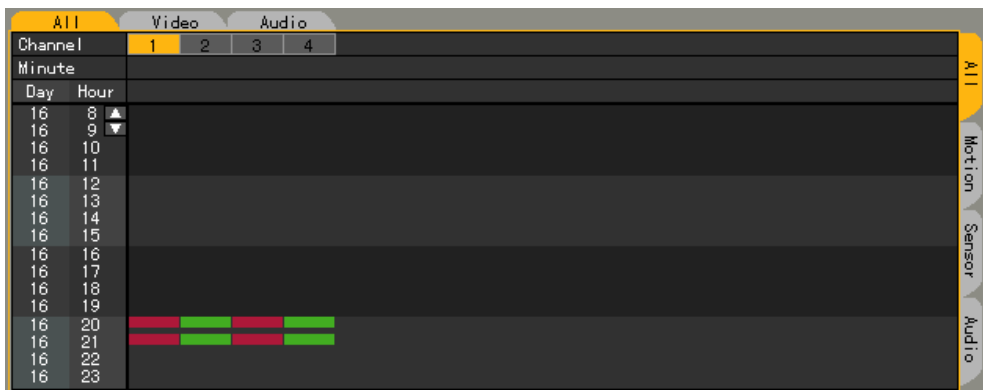 All Video Audio
Channel 1 2 3 4
Minute
Day Hour
16 8
16 9
16 10
16 11
16 12
16 13
16 14
16 15
16 16
16 17
16 18
16 19
16 20
16 21
16 22
16 23
All
Motion
Sensor
Audio